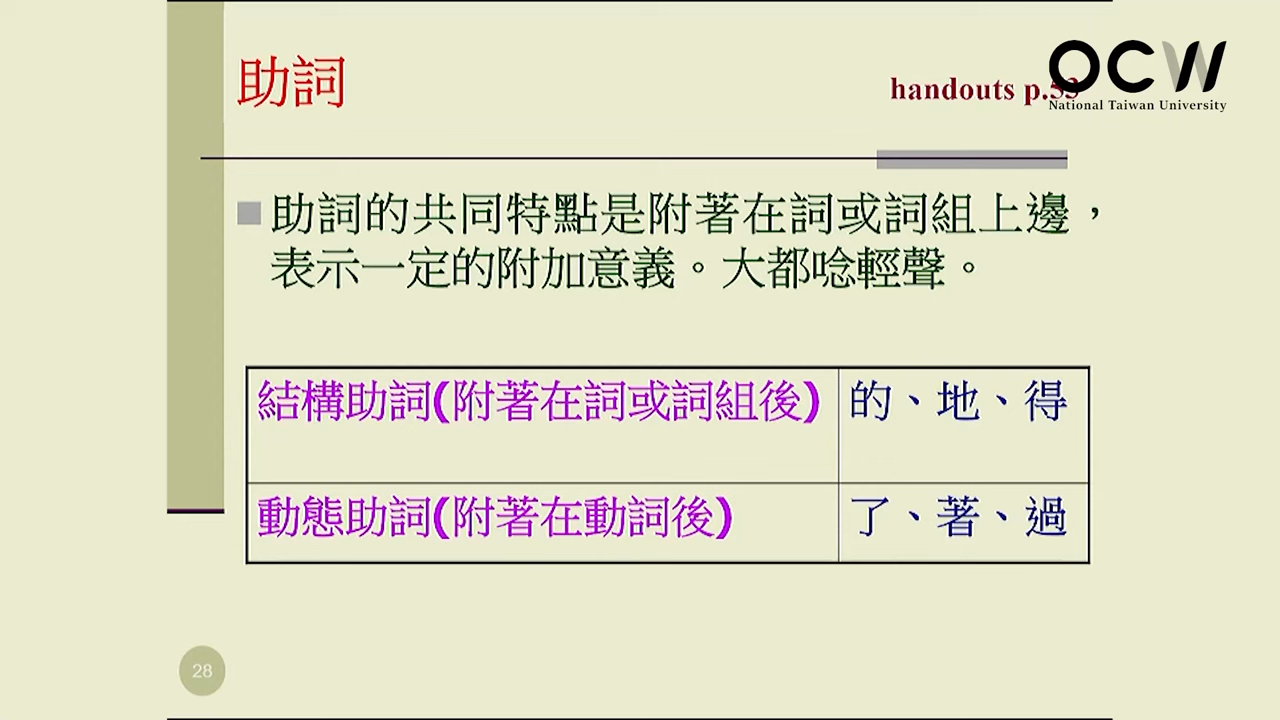 助詞
handouts p.53
OCW
National Taiwan University
助詞的共同特點是附著在詞或詞組上邊，
表示一定的附加意義。大都唸輕聲。
結構助詞(附著在詞或詞組後)
的、地、得
動態助詞(附著在動詞後)
了、著、過
28